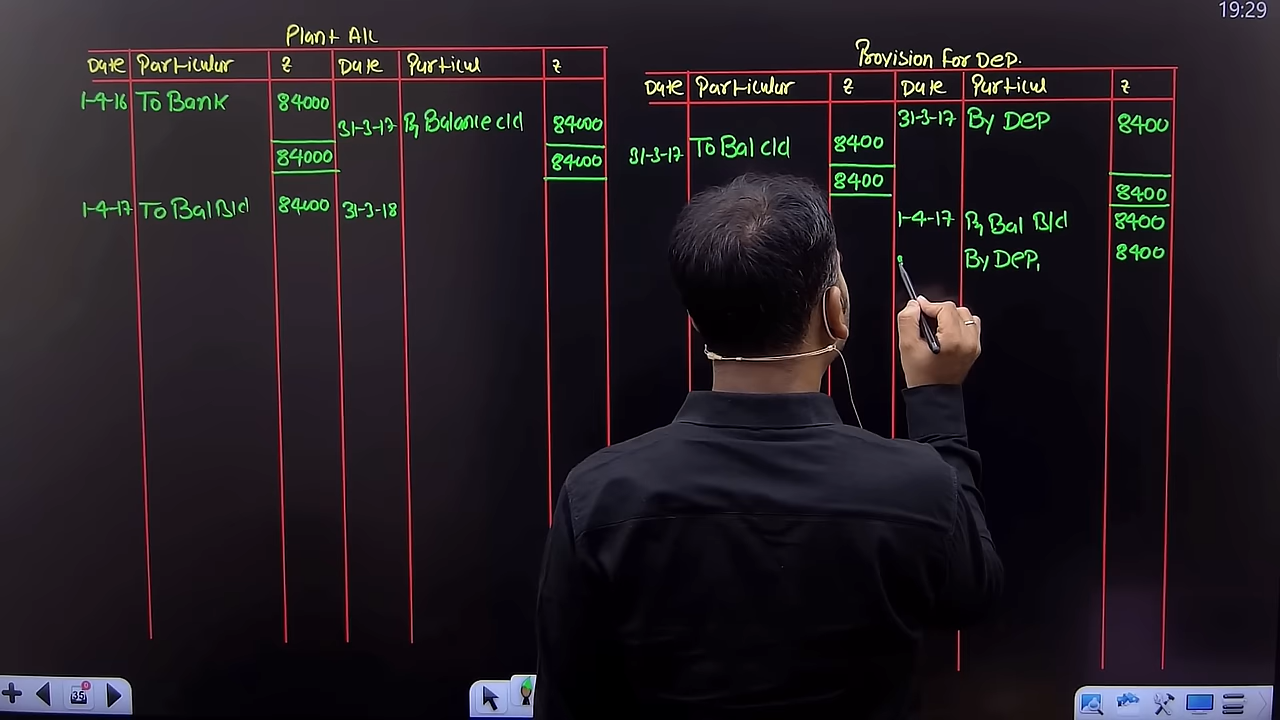 19:29
Plant A/c
Date Particular ₹ Date Particul ₹
1-4-16 To Bank 84000
31-3-17 By Balance c/d 84000
84000 84000
1-4-17 To Bal B/d 84000 31-3-18
Provision for Dep.
Date Particular ₹ Date Particul ₹
31-3-17 By Dep 8400
31-3-17 To Bal c/d 8400
8400 8400
1-4-17 By Bal B/d 8400
By Dep. 8400
35